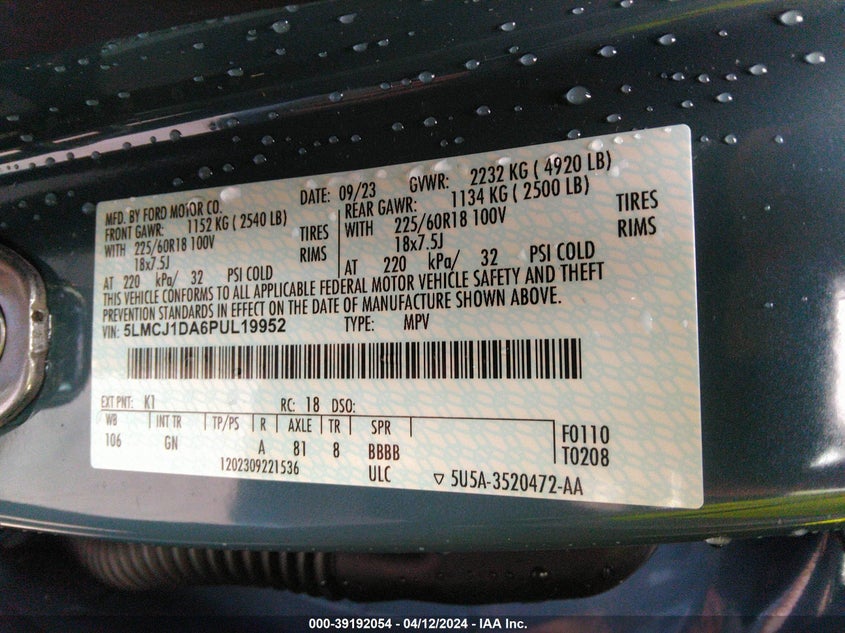 MFD. BY FORD MOTOR CO.
DATE: 09/23 GVWR: 2232 KG ( 4920 LB)
FRONT GAWR: 1152 KG ( 2540 LB)
WITH 225/60R18 100V TIRES
18x7.5J RIMS
AT 220 kPa/ 32 PSI COLD
REAR GAWR: 1134 KG ( 2500 LB)
WITH 225/60R18 100V TIRES
18x7.5J RIMS
AT 220 kPa/ 32 PSI COLD
THIS VEHICLE CONFORMS TO ALL APPLICABLE FEDERAL MOTOR VEHICLE SAFETY AND THEFT
PREVENTION STANDARDS IN EFFECT ON THE DATE OF MANUFACTURE SHOWN ABOVE.
VIN: 5LMCJ1DA6PUL19952 TYPE: MPV
EXT PNT: K1 RC: 18 DSO:
WB INT TR TP/PS R AXLE TR SPR
106 GN A 81 8 BBBB
F0110
T0208
1202309221536 ULC
▽ 5U5A-3520472-AA
000-39192054 - 04/12/2024 - IAA Inc.